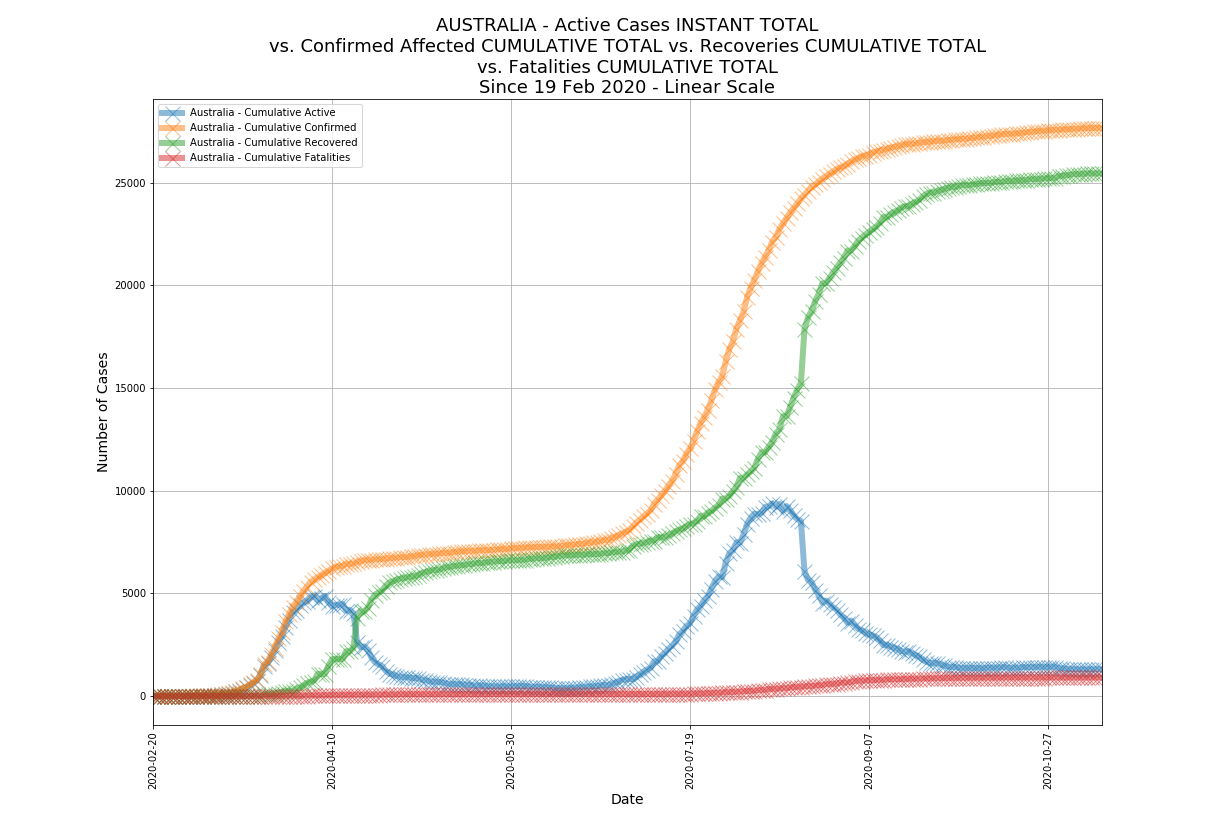 AUSTRALIA - Active Cases INSTANT TOTAL
vs. Confirmed Affected CUMULATIVE TOTAL vs. Recoveries CUMULATIVE TOTAL
vs. Fatalities CUMULATIVE TOTAL
Since 19 Feb 2020 - Linear Scale
Australia - Cumulative Active
Australia - Cumulative Confirmed
Australia - Cumulative Recovered
Australia - Cumulative Fatalities
Number of Cases
25000
20000
15000
10000
5000
0
2020-02-20
2020-04-10
2020-05-30
2020-07-19
2020-09-07
2020-10-27
Date